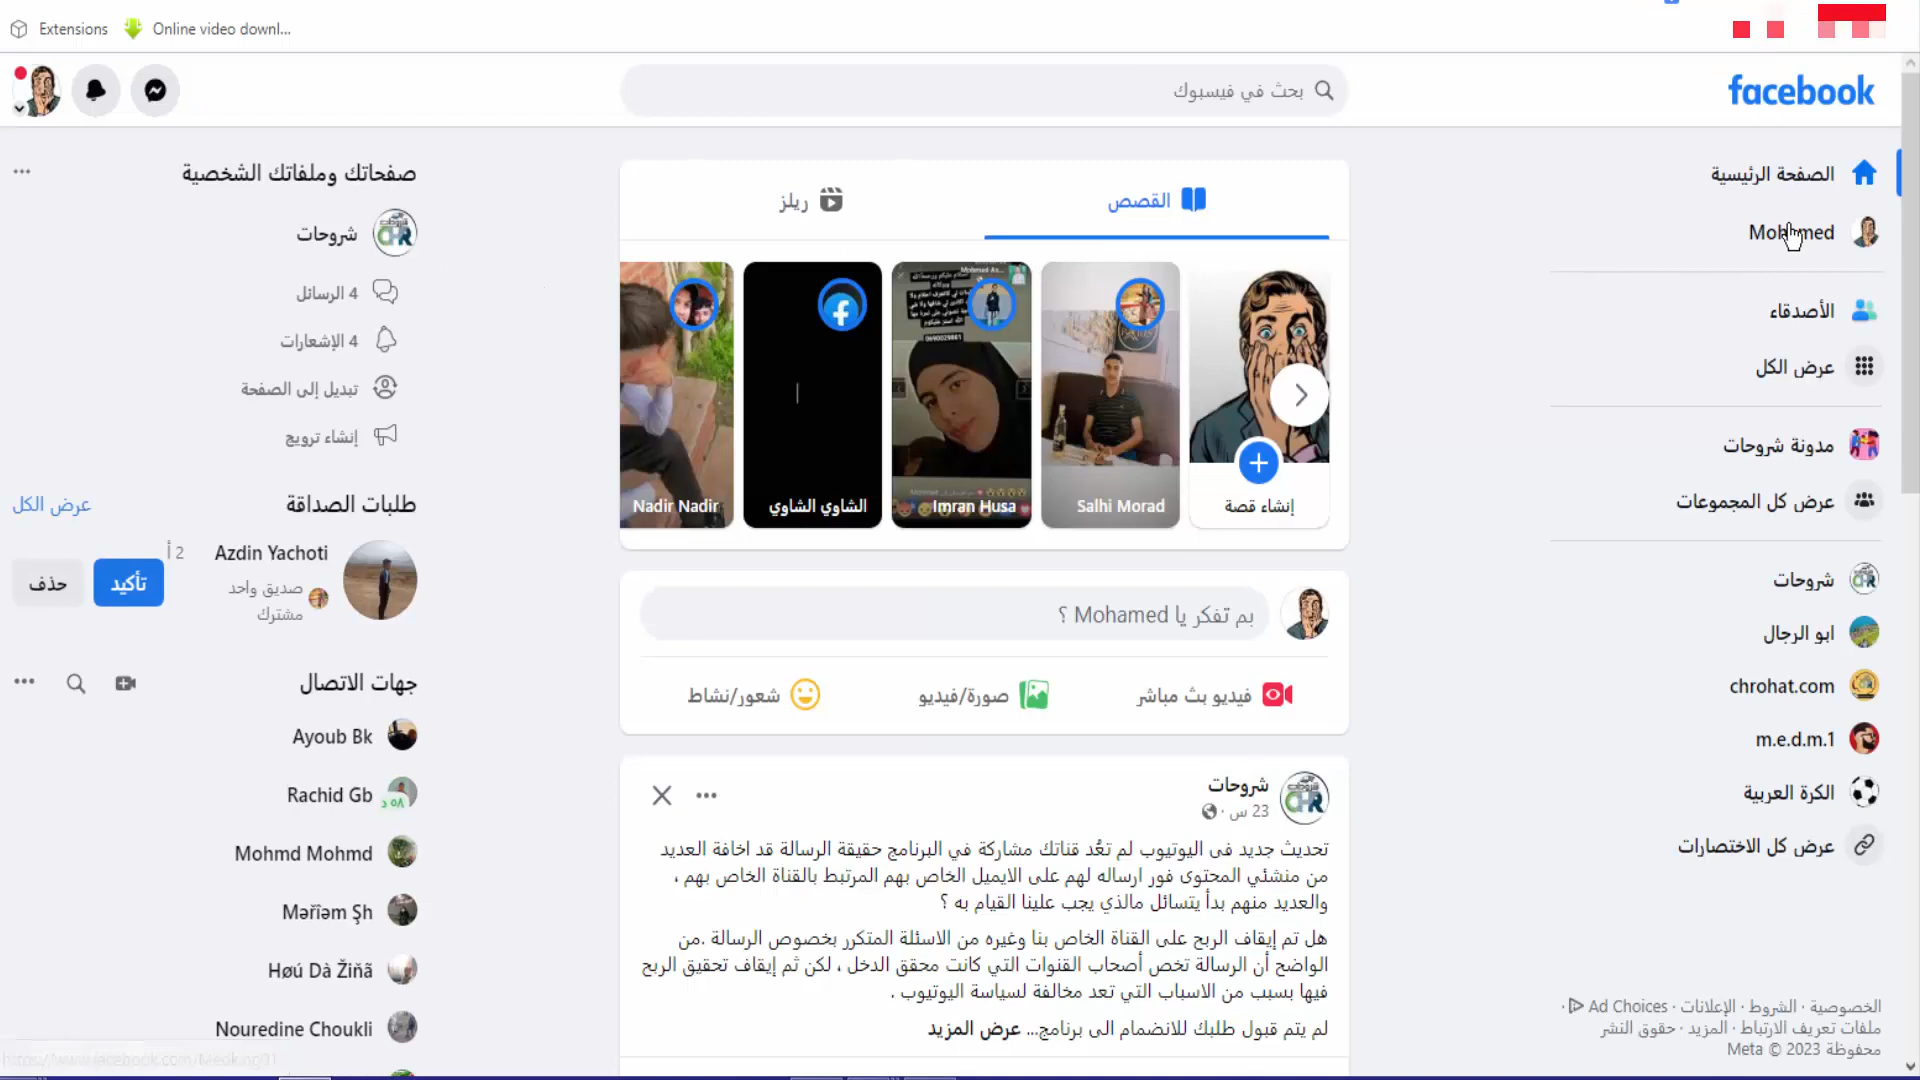 Extensions
Online video downl...
facebook
بحث في فيسبوك
الصفحة الرئيسية
Mohamed
الأصدقاء
عرض الكل
مدونة شروحات
عرض كل المجموعات
شروحات
ابو الرجال
chrohat.com
m.e.d.m.1
الكرة العربية
عرض كل الاختصارات
الخصوصية · الشروط · الإعلانات · Ad Choices ·
ملفات تعريف الارتباط · المزيد · حقوق النشر
محفوظة Meta © 2023
القصص
ريلز
إنشاء قصة
Salhi Morad
Imran Husa
الشاوي الشاوي
Nadir Nadir
بم تفكر يا Mohamed ؟
فيديو بث مباشر
صورة/فيديو
شعور/نشاط
شروحات
23 س ·
تحديث جديد فى اليوتيوب لم تعُد قناتك مشاركة في البرنامج حقيقة الرسالة قد اخافة العديد
من منشئي المحتوى فور ارساله لهم على الايميل الخاص بهم المرتبط بالقناة الخاص بهم ،
والعديد منهم بدأ يتسائل مالذي يجب علينا القيام به ؟
هل تم إيقاف الربح على القناة الخاص بنا وغيره من الاسئلة المتكرر بخصوص الرسالة .من
الواضح أن الرسالة تخص أصحاب القنوات التي كانت محقق الدخل ، لكن ثم إيقاف تحقيق الربح
فيها بسبب من الاسباب التي تعد مخالفة لسياسة اليوتيوب .
لم يتم قبول طلبك للانضمام الى برنامج... عرض المزيد
صفحاتك وملفاتك الشخصية
شروحات
4 الرسائل
4 الإشعارات
تبديل إلى الصفحة
إنشاء ترويج
طلبات الصداقة
عرض الكل
Azdin Yachoti
2 أ
صديق واحد
مشترك
تأكيد
حذف
جهات الاتصال
Ayoub Bk
Rachid Gb
٥٨ د
Mohmd Mohmd
Məřîəm Şh
Høú Dà Žiñã
Nouredine Choukli